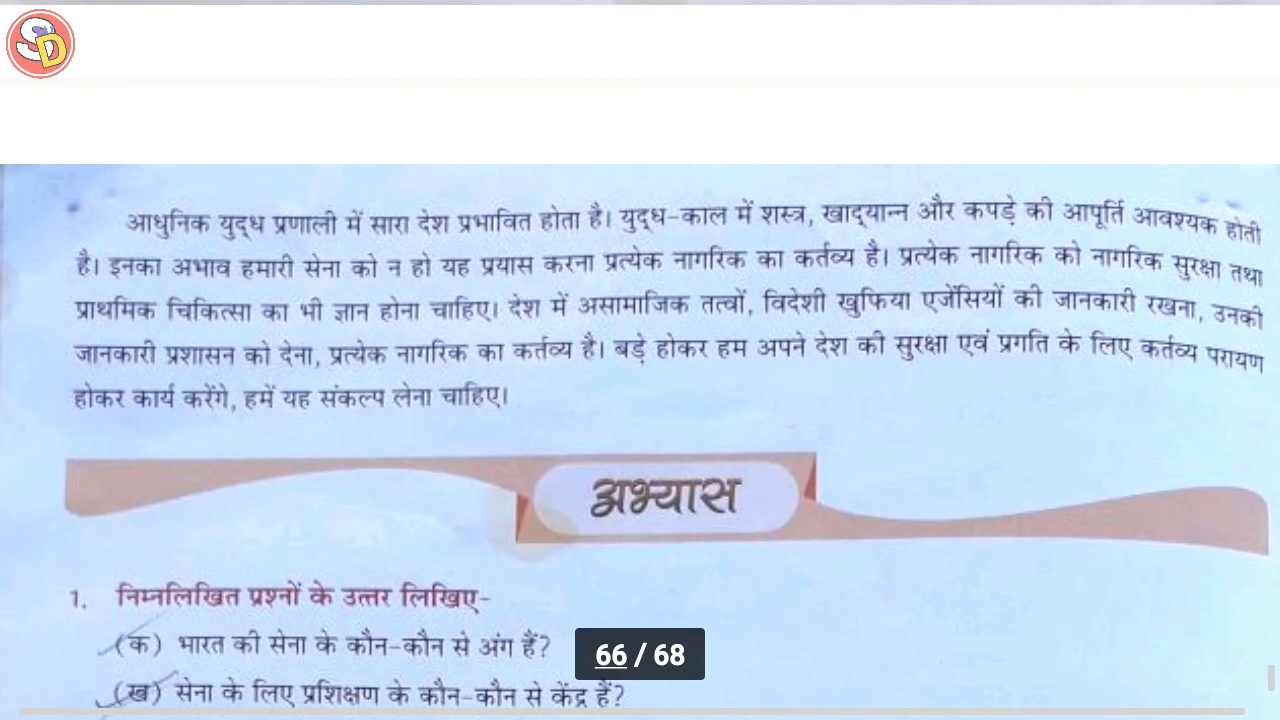 SD
आधुनिक युद्ध प्रणाली में सारा देश प्रभावित होता है। युद्ध-काल में शस्त्र, खाद्यान्न और कपड़े की आपूर्ति आवश्यक होती
है। इनका अभाव हमारी सेना को न हो यह प्रयास करना प्रत्येक नागरिक का कर्तव्य है। प्रत्येक नागरिक को नागरिक सुरक्षा तथा
प्राथमिक चिकित्सा का भी ज्ञान होना चाहिए। देश में असामाजिक तत्वों, विदेशी खुफिया एजेंसियों की जानकारी रखना, उनकी
जानकारी प्रशासन को देना, प्रत्येक नागरिक का कर्तव्य है। बड़े होकर हम अपने देश की सुरक्षा एवं प्रगति के लिए कर्तव्य परायण
होकर कार्य करेंगे, हमें यह संकल्प लेना चाहिए।
अभ्यास
1. निम्नलिखित प्रश्नों के उत्तर लिखिए-
(क) भारत की सेना के कौन-कौन से अंग हैं?
66 / 68
(ख) सेना के लिए प्रशिक्षण के कौन-कौन से केंद्र हैं?